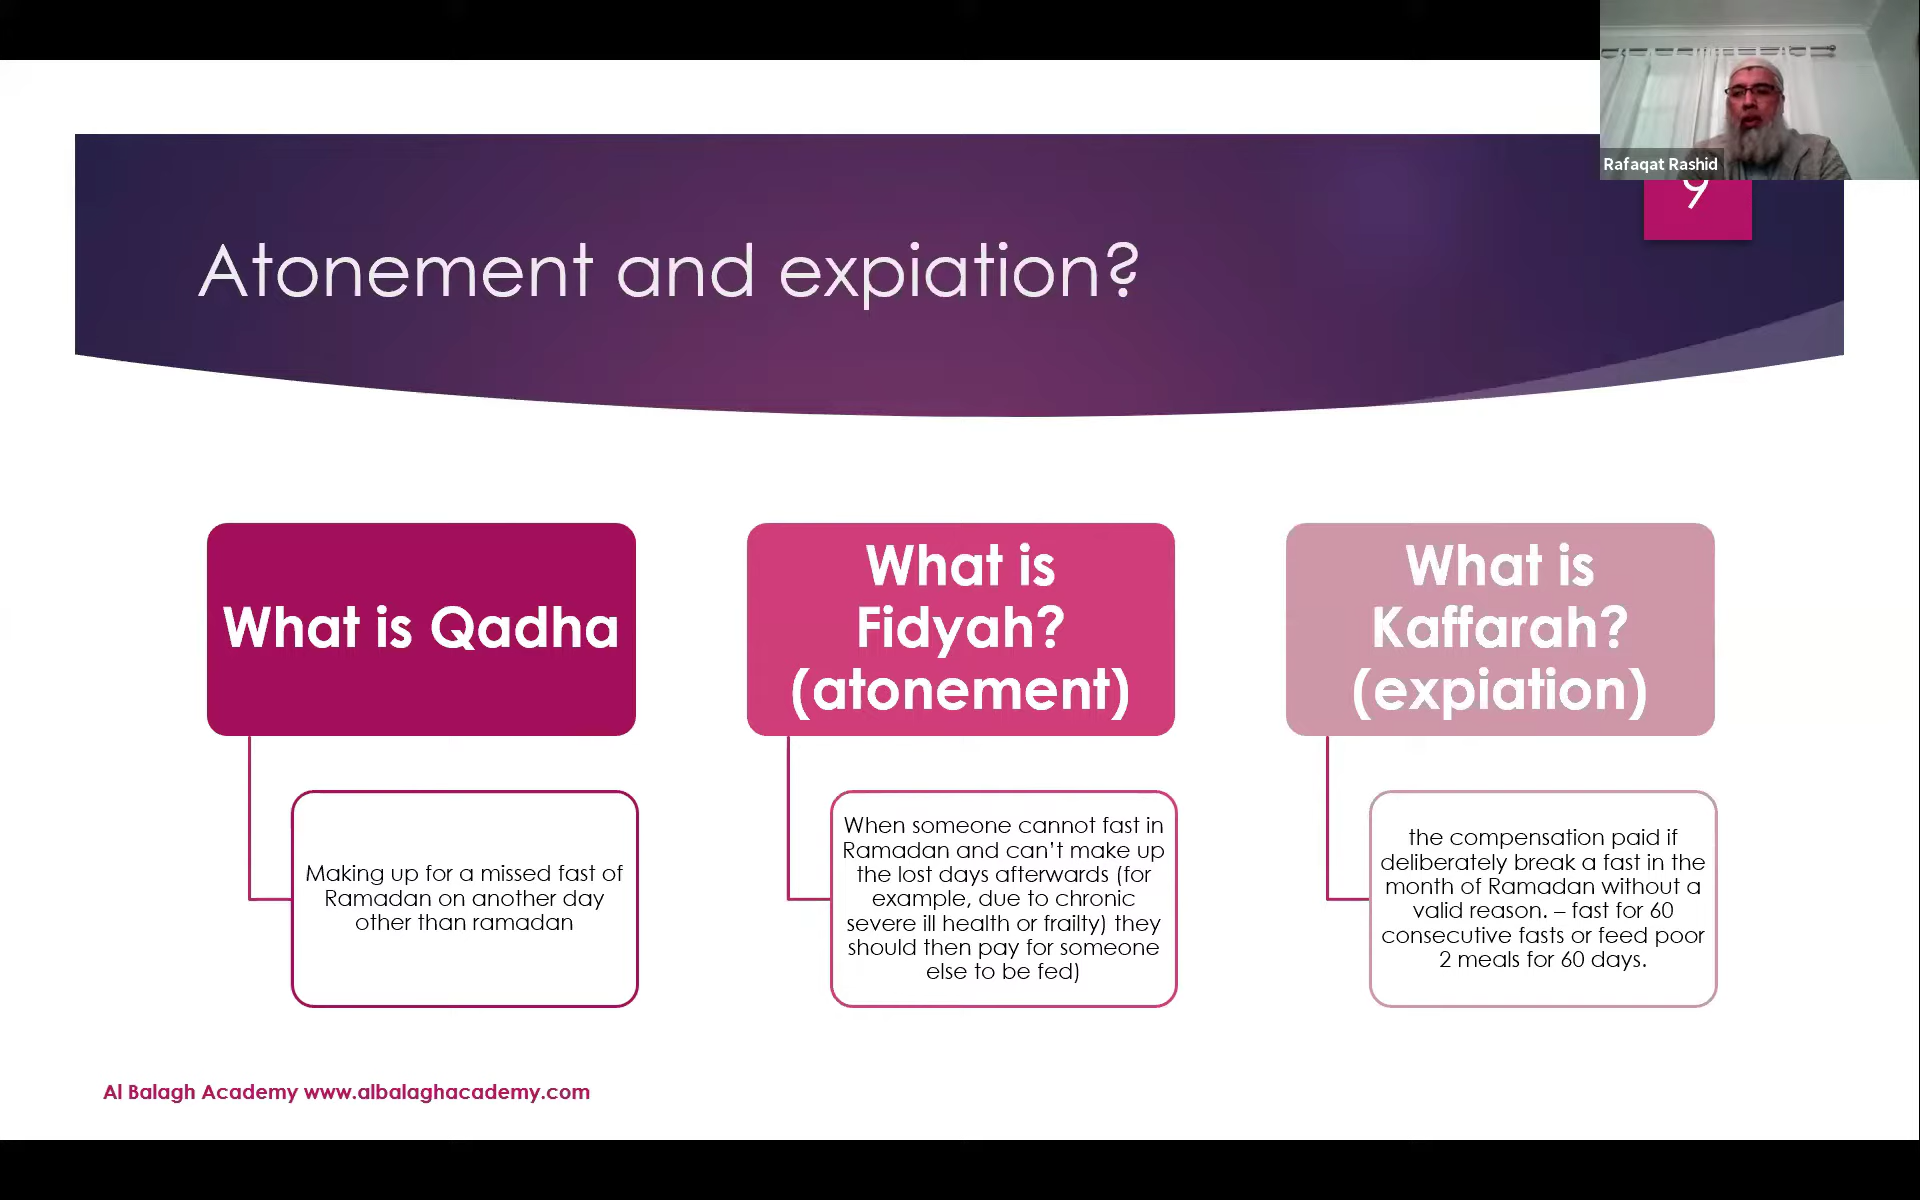 Rafaqat Rashid
9
Atonement and expiation?
What is Qadha
Making up for a missed fast of
Ramadan on another day
other than ramadan
What is
Fidyah?
(atonement)
When someone cannot fast in
Ramadan and can't make up
the lost days afterwards (for
example, due to chronic
severe ill health or frailty) they
should then pay for someone
else to be fed)
What is
Kaffarah?
(expiation)
the compensation paid if
deliberately break a fast in the
month of Ramadan without a
valid reason. – fast for 60
consecutive fasts or feed poor
2 meals for 60 days.
Al Balagh Academy www.albalaghacademy.com